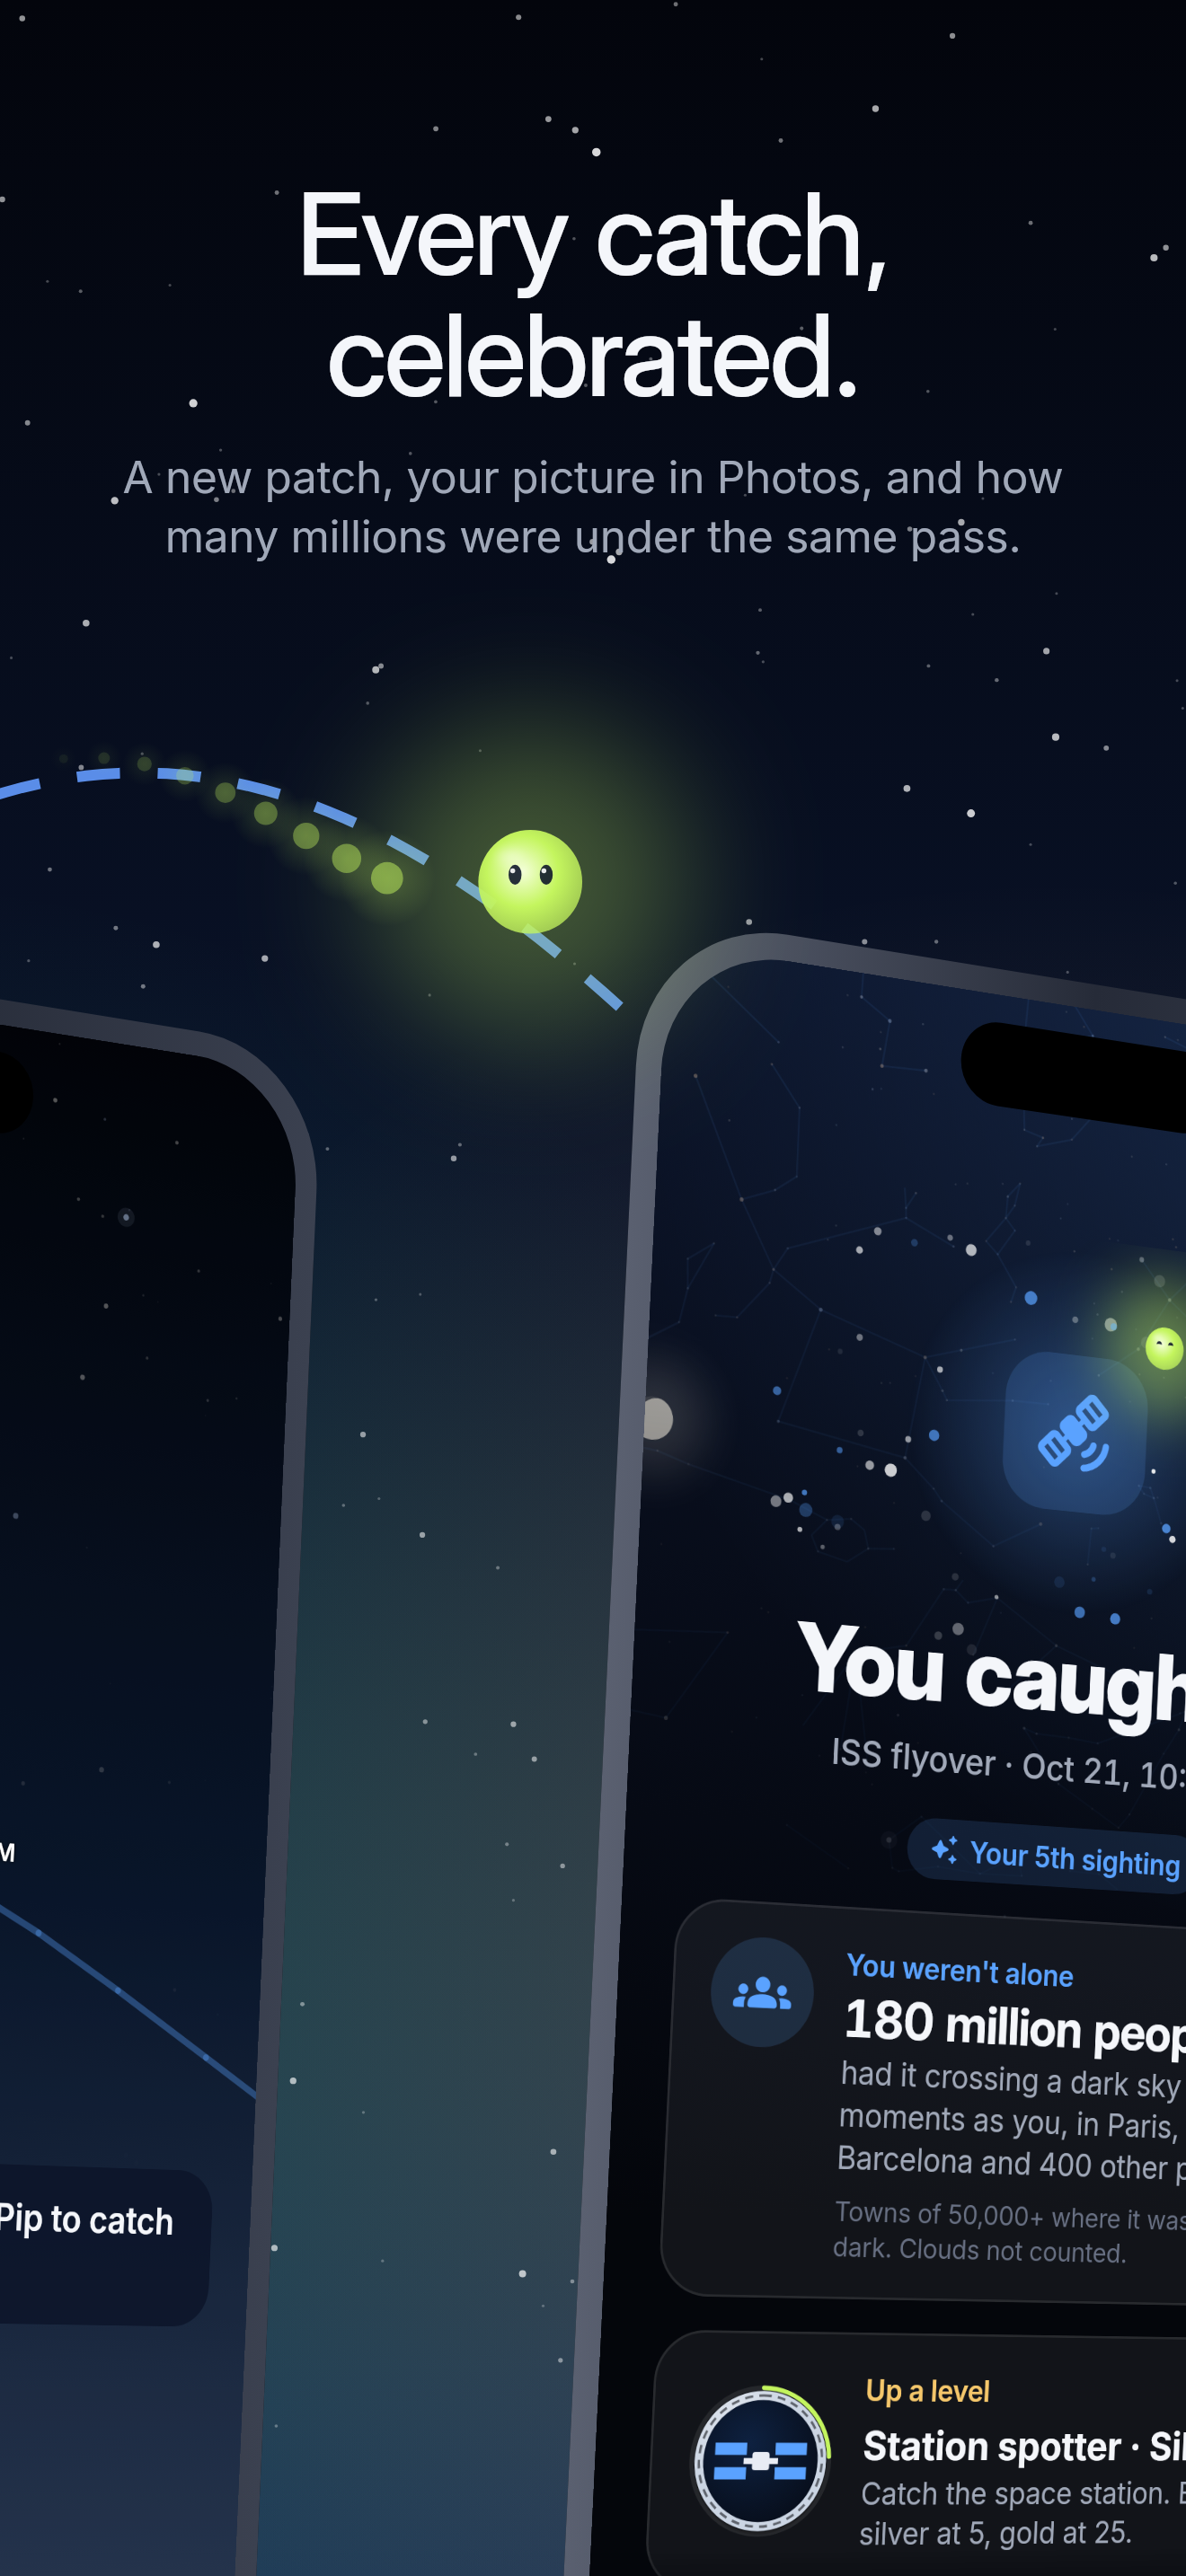 Every catch,
celebrated.
A new patch, your picture in Photos, and how
many millions were under the same pass.
Pip to catch
You
ISS flyover · Oct 21, 10:
Your 5th sighting
You weren't alone
180 million
had it crossing a dark sky
moments as you, in Paris,
Barcelona and 400 other
Towns of 50,000+ where it was
dark. Clouds not counted.
Up a level
Station spotter ·
Catch the space station.
silver at 5, gold at 25.